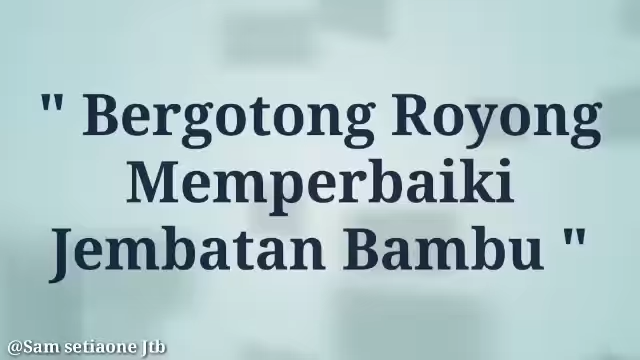 " Bergotong Royong
Memperbaiki
Jembatan Bambu "
@Sam setiaone Jtb